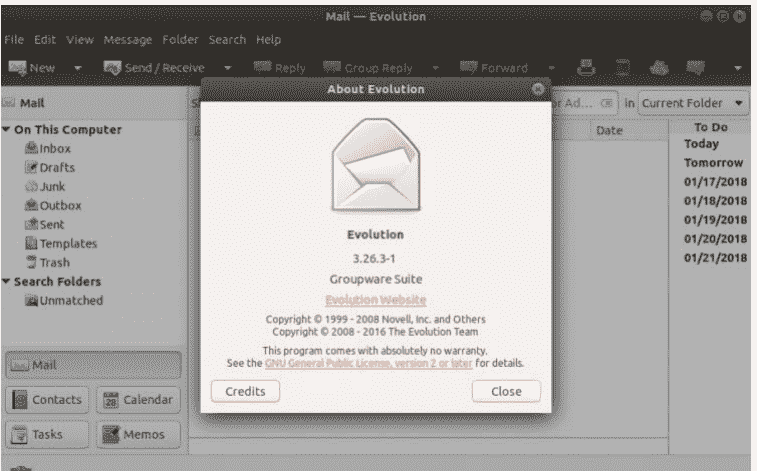 Mail — Evolution
File Edit View Message Folder Search Help
New Send / Receive Reply Group Reply Forward
Mail
or Ad... in Current Folder
Date
On This Computer
Inbox
Drafts
Junk
Outbox
Sent
Templates
Trash
Search Folders
Unmatched
Mail
Contacts
28 Calendar
Tasks
Memos
About Evolution
Evolution
3.26.3-1
Groupware Suite
Evolution Website
Copyright © 1999 - 2008 Novell, Inc. and Others
Copyright © 2008 - 2016 The Evolution Team
This program comes with absolutely no warranty.
See the GNU General Public License, version 2 or later for details.
Credits
Close
To Do
Today
Tomorrow
01/17/2018
01/18/2018
01/19/2018
01/20/2018
01/21/2018